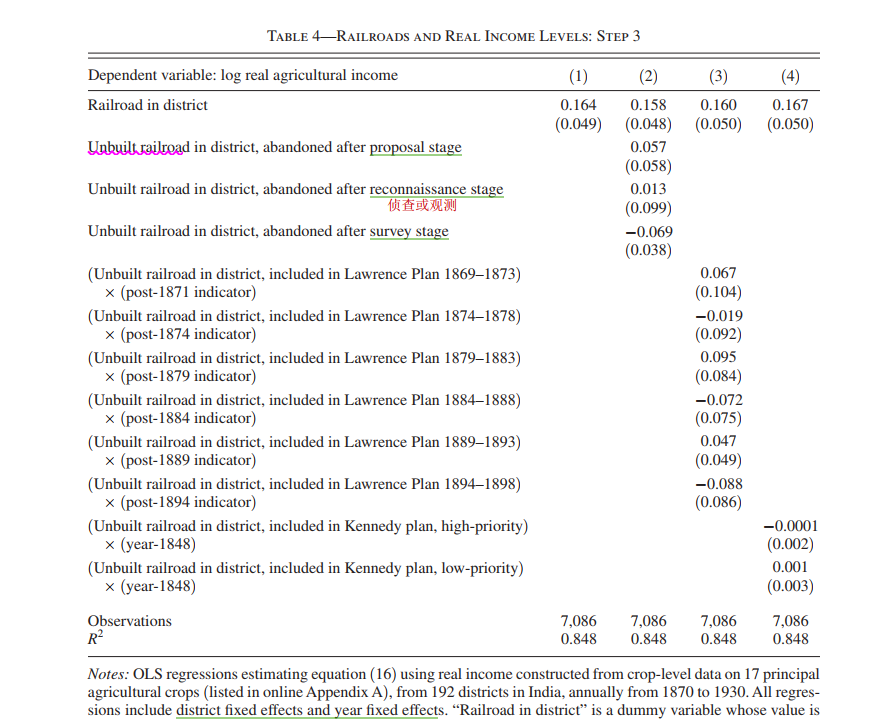 TABLE 4—RAILROADS AND REAL INCOME LEVELS: STEP 3
Dependent variable: log real agricultural income (1) (2) (3) (4)
Railroad in district 0.164 0.158 0.160 0.167
(0.049) (0.048) (0.050) (0.050)
Unbuilt railroad in district, abandoned after proposal stage 0.057
(0.058)
Unbuilt railroad in district, abandoned after reconnaissance stage 0.013
侦查或观测 (0.099)
Unbuilt railroad in district, abandoned after survey stage −0.069
(0.038)
(Unbuilt railroad in district, included in Lawrence Plan 1869–1873) 0.067
× (post-1871 indicator) (0.104)
(Unbuilt railroad in district, included in Lawrence Plan 1874–1878) −0.019
× (post-1874 indicator) (0.092)
(Unbuilt railroad in district, included in Lawrence Plan 1879–1883) 0.095
× (post-1879 indicator) (0.084)
(Unbuilt railroad in district, included in Lawrence Plan 1884–1888) −0.072
× (post-1884 indicator) (0.075)
(Unbuilt railroad in district, included in Lawrence Plan 1889–1893) 0.047
× (post-1889 indicator) (0.049)
(Unbuilt railroad in district, included in Lawrence Plan 1894–1898) −0.088
× (post-1894 indicator) (0.086)
(Unbuilt railroad in district, included in Kennedy plan, high-priority) −0.0001
× (year-1848) (0.002)
(Unbuilt railroad in district, included in Kennedy plan, low-priority) 0.001
× (year-1848) (0.003)
Observations 7,086 7,086 7,086 7,086
R² 0.848 0.848 0.848 0.848
Notes: OLS regressions estimating equation (16) using real income constructed from crop-level data on 17 principal
agricultural crops (listed in online Appendix A), from 192 districts in India, annually from 1870 to 1930. All regres-
sions include district fixed effects and year fixed effects. “Railroad in district” is a dummy variable whose value is